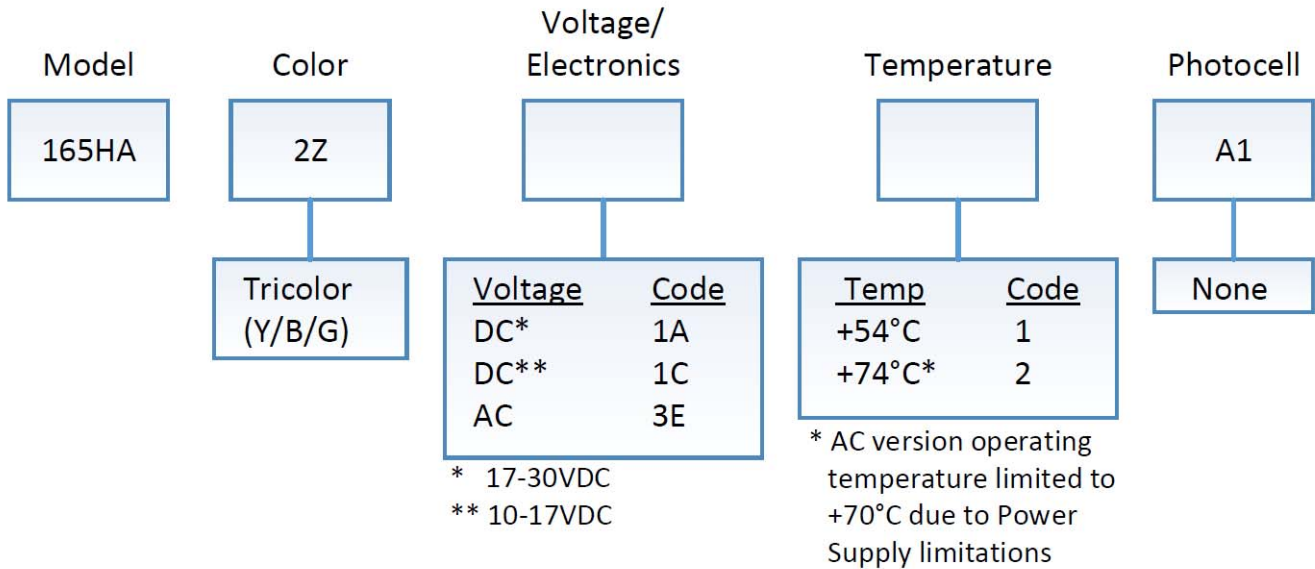 Model
Color
Voltage/
Electronics
Temperature
Photocell
165HA
2Z
A1
Tricolor
(Y/B/G)
Voltage Code
DC* 1A
DC** 1C
AC 3E
* 17-30VDC
** 10-17VDC
Temp Code
+54°C 1
+74°C* 2
* AC version operating
temperature limited to
+70°C due to Power
Supply limitations
None